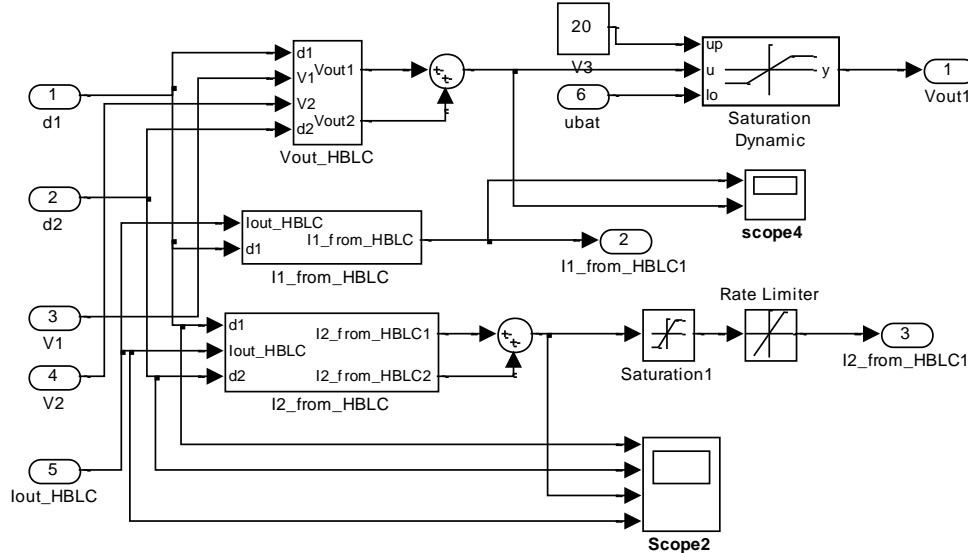 1
d1
2
d2
3
V1
4
V2
5
Iout_HBLC
d1
V1
V2
d2
Vout1
Vout2
Vout_HBLC
+
+
20
V3
6
ubat
up
u
lo
y
Saturation
Dynamic
1
Vout1
scope4
Iout_HBLC
d1
I1_from_HBLC
I1_from_HBLC
2
I1_from_HBLC1
d1
Iout_HBLC
d2
I2_from_HBLC1
I2_from_HBLC2
I2_from_HBLC
+
+
Saturation1
Rate Limiter
3
I2_from_HBLC1
Scope2